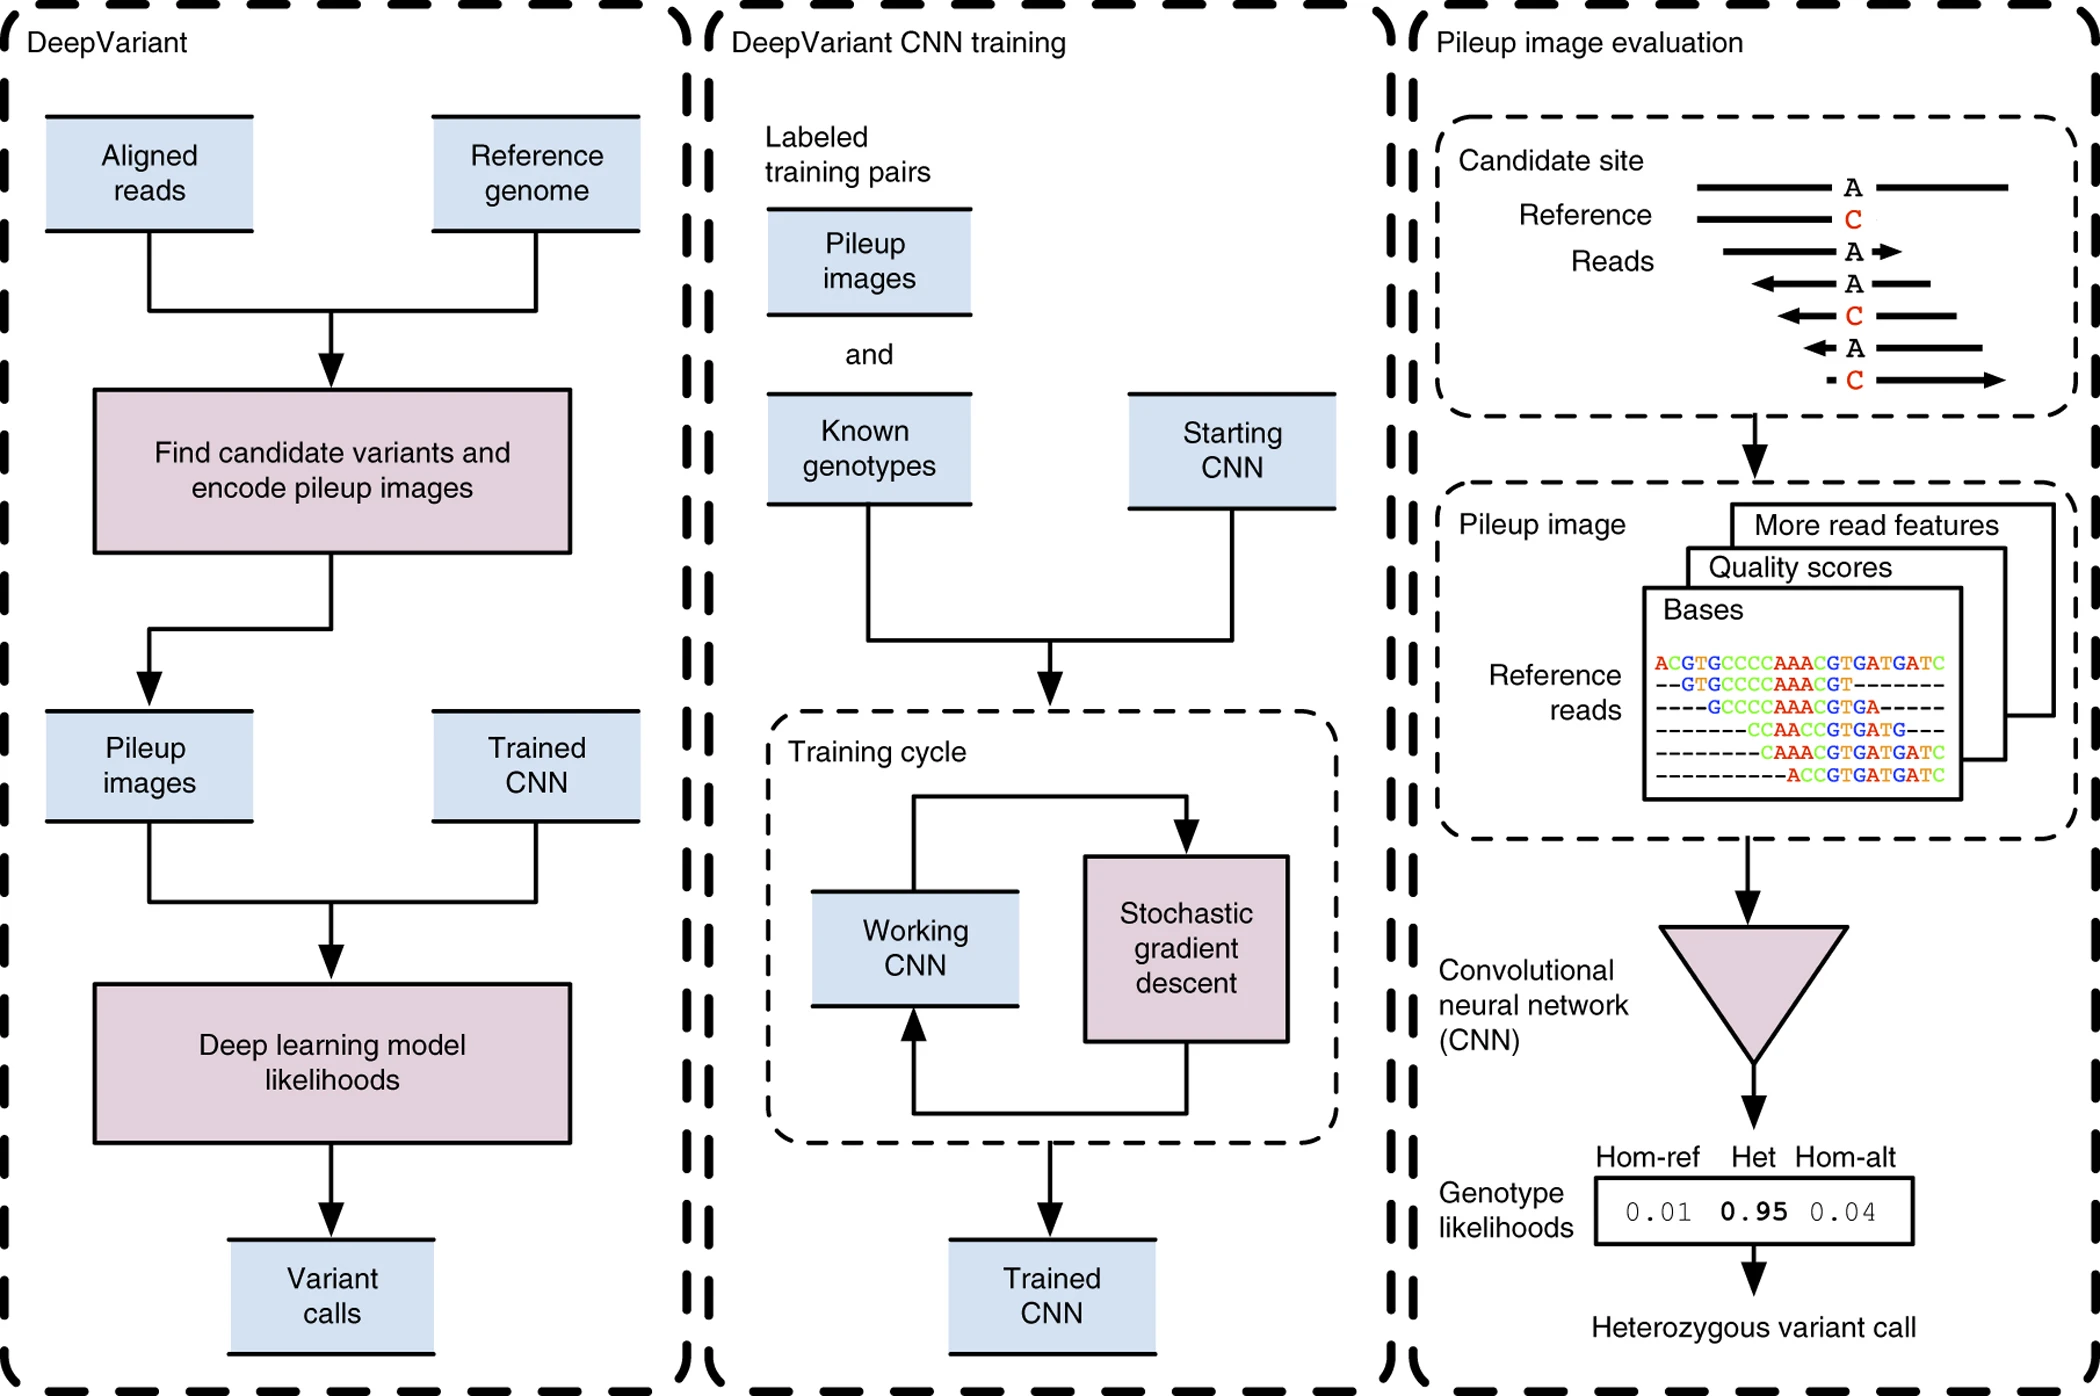 DeepVariant
Aligned
reads
Reference
genome
Find candidate variants and
encode pileup images
Pileup
images
Trained
CNN
Deep learning model
likelihoods
Variant
calls
DeepVariant CNN training
Labeled
training pairs
Pileup
images
and
Known
genotypes
Starting
CNN
Training cycle
Working
CNN
Stochastic
gradient
descent
Trained
CNN
Pileup image evaluation
Candidate site
A
Reference
C
A
Reads
A
C
A
C
Pileup image
More read features
Quality scores
Bases
Reference
reads
ACGTGCCCCAAACGTGATGATC
--GTGCCCCAAACGT-------
----GCCCCAAACGTGA-----
-------CCAACCGTGATG---
--------CAAACGTGATGATC
----------ACCGTGATGATC
Convolutional
neural network
(CNN)
Hom-ref Het Hom-alt
Genotype
likelihoods
0.01 0.95 0.04
Heterozygous variant call